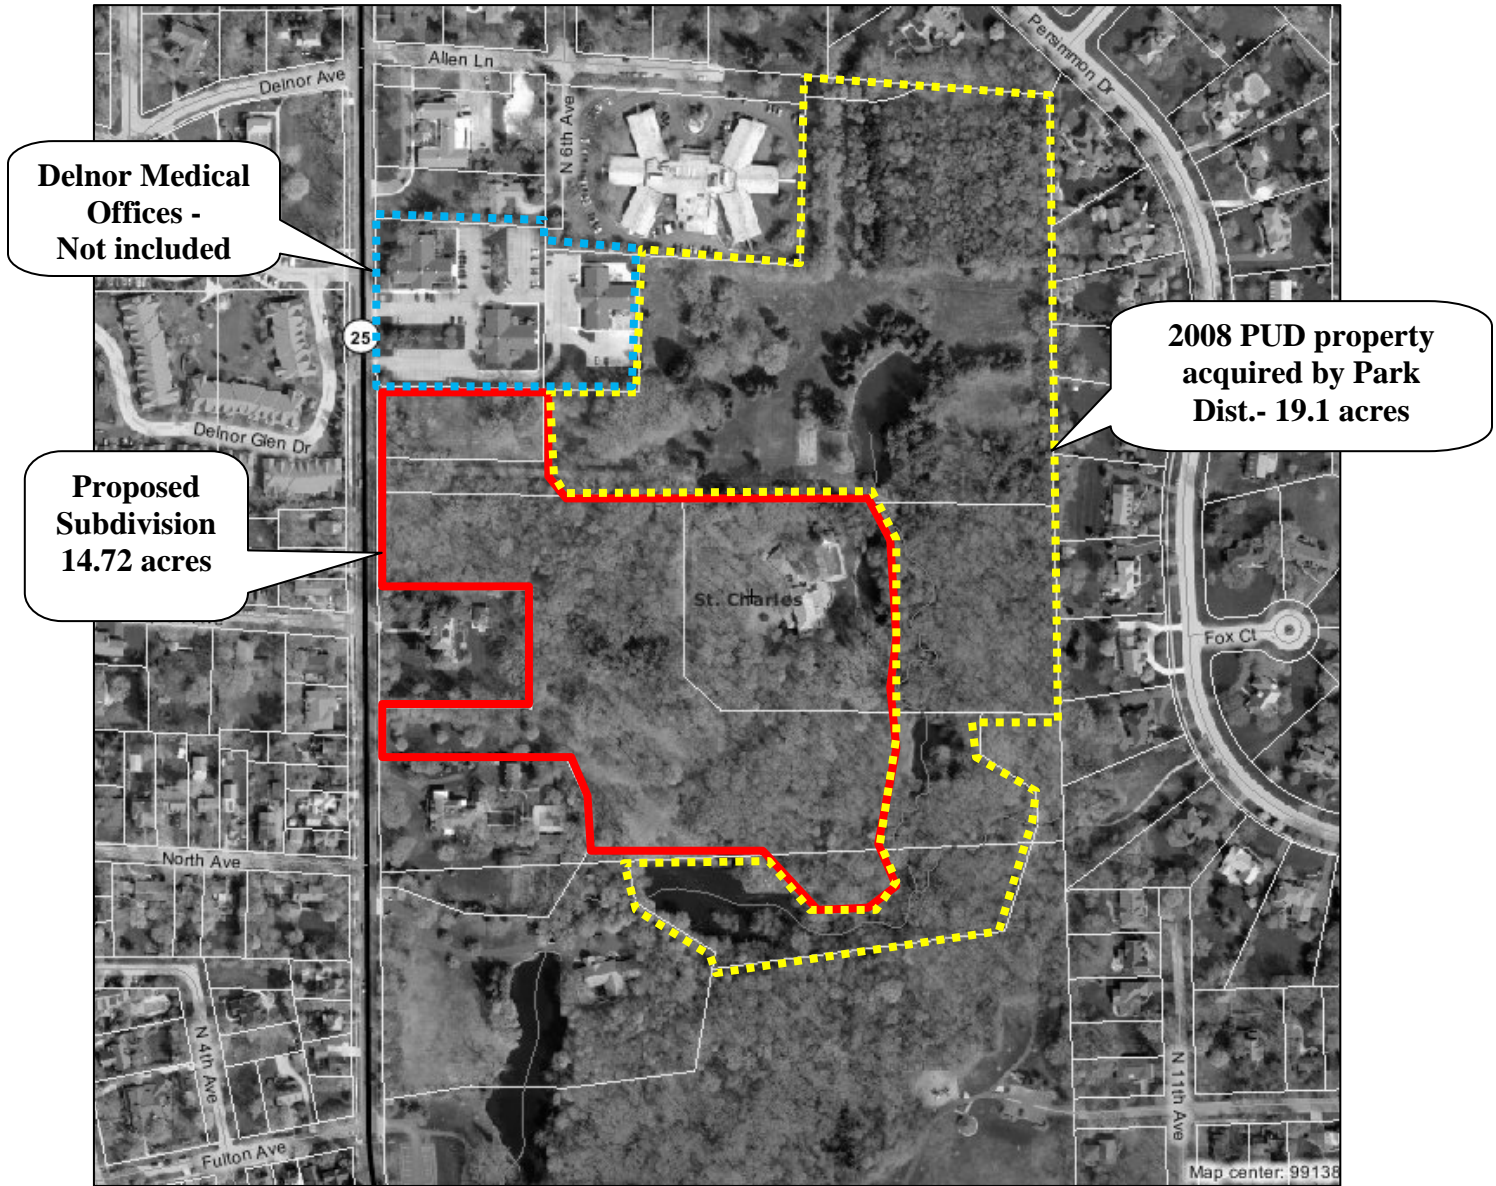 Delnor Ave
Allen Ln
Persimmon Dr
N 6th Ave
Delnor Medical
Offices -
Not included
25
2008 PUD property
acquired by Park
Dist.- 19.1 acres
Delnor Glen Dr
Proposed
Subdivision
14.72 acres
St. Charles
Fox Ct
North Ave
N 4th Ave
N 11th Ave
Fulton Ave
Map center: 99138